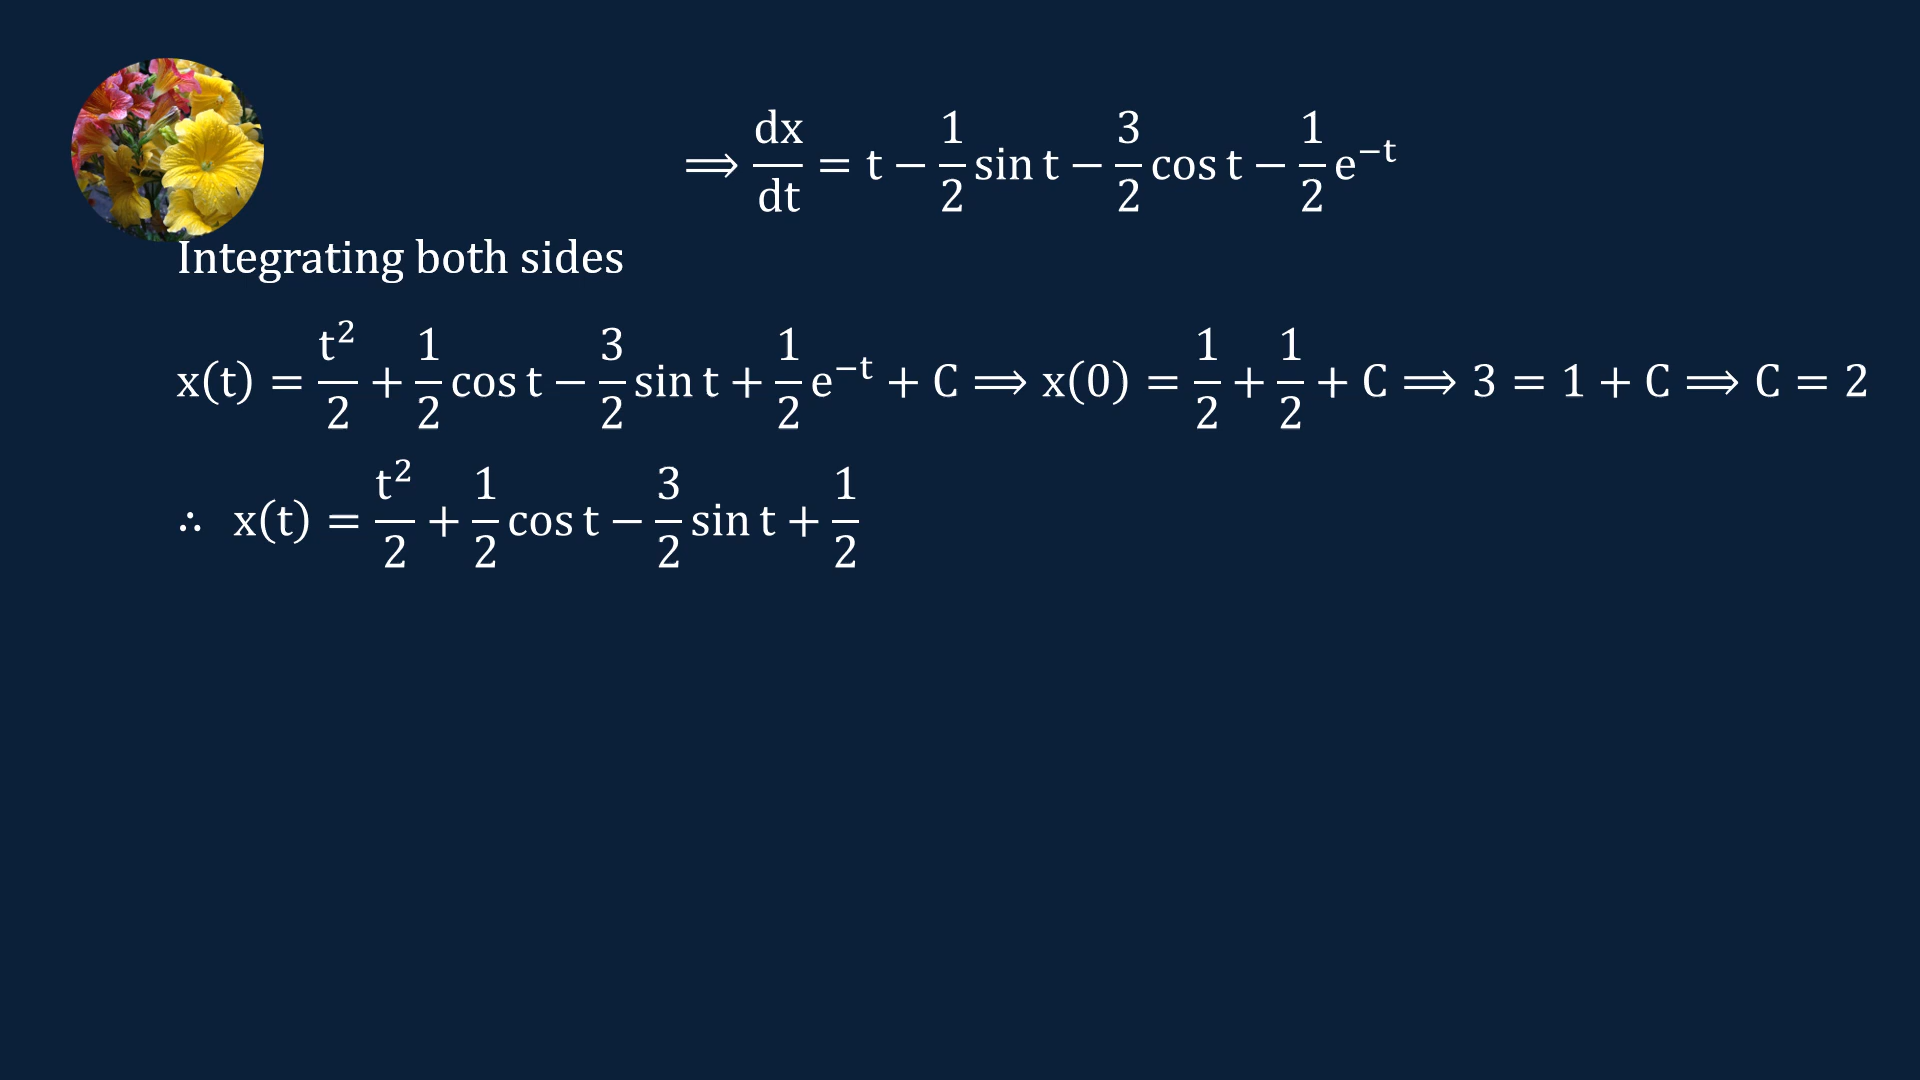 ⟹ dx/dt = t − 1/2 sin t − 3/2 cos t − 1/2 e^{−t}
Integrating both sides
x(t) = t²/2 + 1/2 cos t − 3/2 sin t + 1/2 e^{−t} + C ⟹ x(0) = 1/2 + 1/2 + C ⟹ 3 = 1 + C ⟹ C = 2
∴ x(t) = t²/2 + 1/2 cos t − 3/2 sin t + 1/2